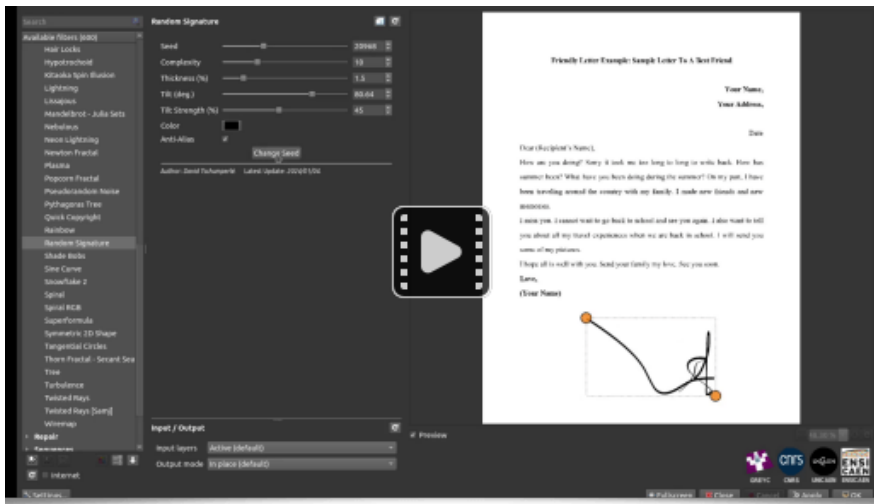 Search
Available filters (600)
Hair Locks
Hypotrochoid
Kitaoka Spin Illusion
Lightning
Lissajous
Mandelbrot - Julia Sets
Nebulous
Neon Lightning
Newton Fractal
Plasma
Popcorn Fractal
Pseudorandom Noise
Pythagoras Tree
Quick Copyright
Rainbow
Random Signature
Shade Bobs
Sine Curve
Snowflake 2
Spiral
Spiral RGB
Superformula
Symmetric 2D Shape
Tangential Circles
Thorn Fractal - Secant Sea
Tree
Turbulence
Twisted Rays
Twisted Rays [Samj]
Wiremap
Repair
Sequences
Internet
Settings...
Random Signature
Seed 20960
Complexity 10
Thickness (%) 1.5
Tilt (deg.) 80.64
Tilt Strength (%) 45
Color
Anti-Alias
Change Seed
Author: David Tschumperlé Latest Update: 2024/01/04
Input / Output
Input layers Active (default)
Output mode In place (default)
Preview
Friendly Letter Example: Sample Letter To A Best Friend
Your Name,
Your Address,
Date
Dear (Recipient's Name),
How are you doing? Sorry it took me too long to long to write back. How has
summer been? What have you been doing during the summer? On my part, I have
been traveling around the country with my family. I made new friends and new
memories.
I miss you. I cannot wait to go back to school and see you again. I also want to tell
you about all my travel experiences when we are back in school. I will send you
some of my pictures.
I hope all is well with you. Send your family my love. See you soon.
Love,
(Your Name)
GREYC
cnrs
CNRS
UNICAEN
ENSI
CAEN
ENSICAEN
Fullscreen
Close
Cancel
Apply
OK